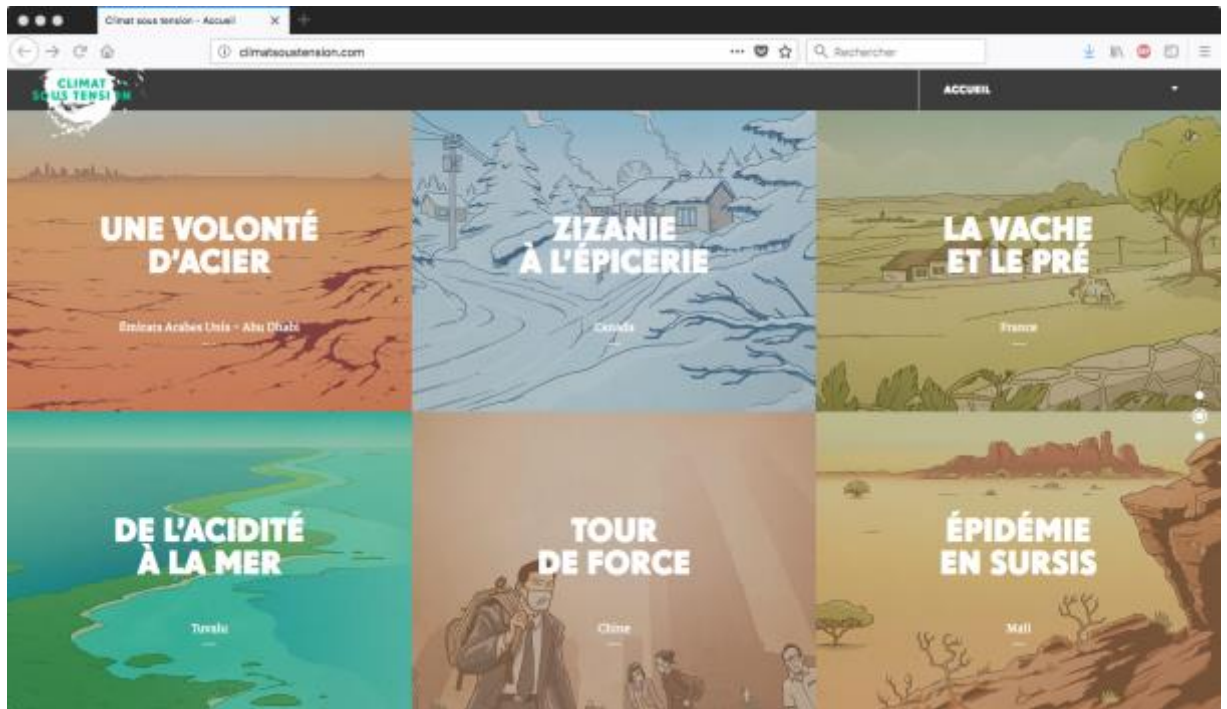 Climat sous tension - Accueil
climatsoustension.com
Rechercher
CLIMAT
SOUS TENSION
ACCUEIL
UNE VOLONTÉ
D'ACIER
Émirats Arabes Unis - Abu Dhabi
ZIZANIE
À L'ÉPICERIE
Canada
LA VACHE
ET LE PRÉ
France
DE L'ACIDITÉ
À LA MER
Tuvalu
TOUR
DE FORCE
Chine
ÉPIDÉMIE
EN SURSIS
Mali